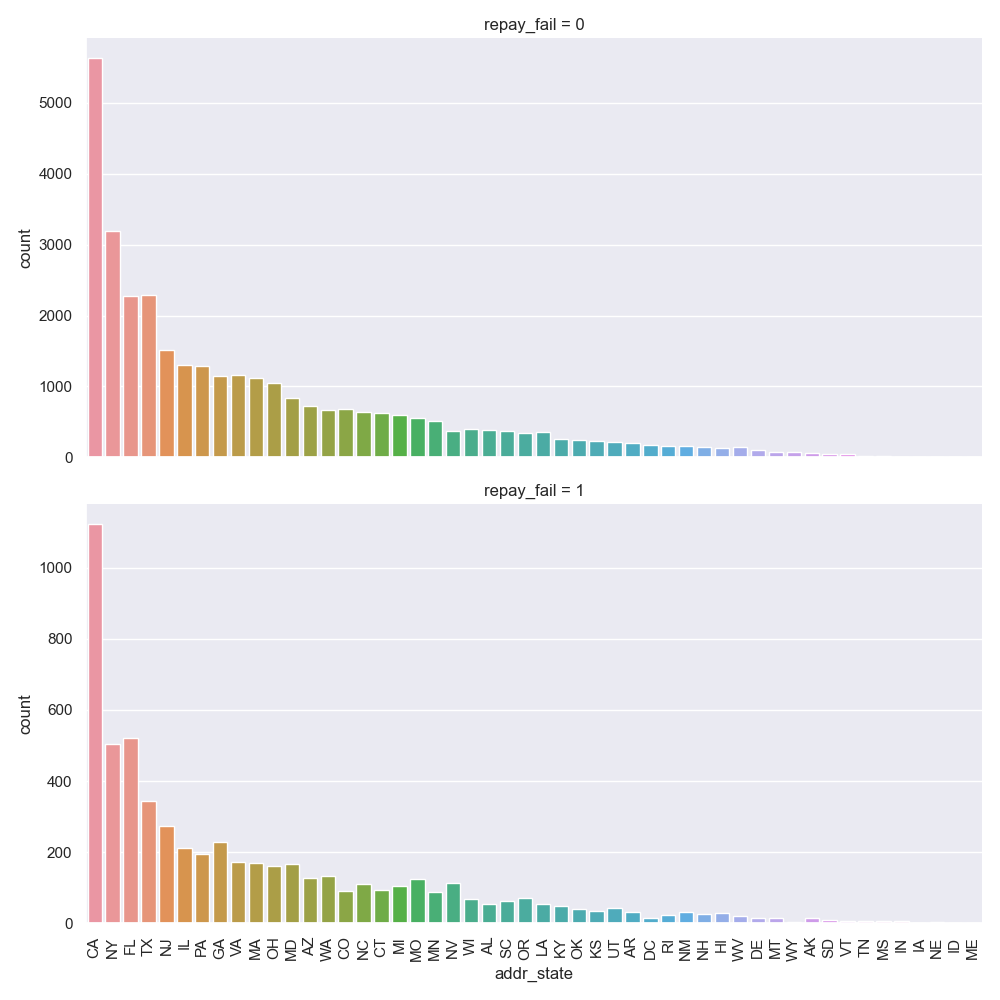 repay_fail = 0
5000
4000
3000
2000
1000
0
count
repay_fail = 1
1000
800
600
400
200
0
count
CA NY FL TX NJ IL PA GA VA MA OH MD AZ WA CO NC CT MI MO MN NV WI AL SC OR LA KY OK KS UT AR DC RI NM NH HI WV DE MT WY AK SD VT TN MS IN IA NE ID ME
addr_state